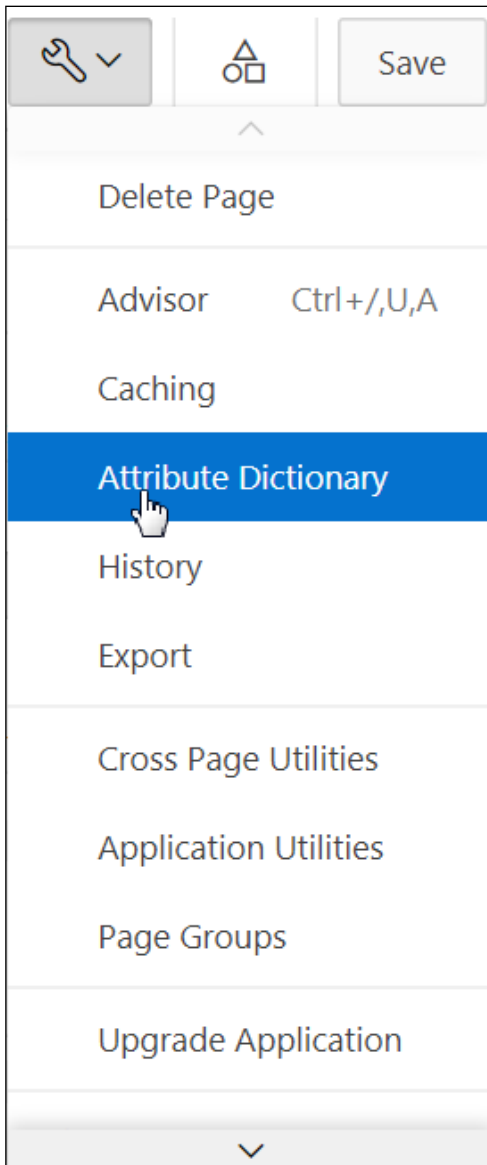 Save
Delete Page
Advisor Ctrl+/,U,A
Caching
Attribute Dictionary
History
Export
Cross Page Utilities
Application Utilities
Page Groups
Upgrade Application